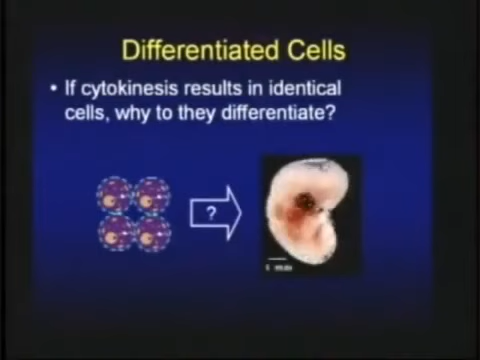 Differentiated Cells
• If cytokinesis results in identical
cells, why to they differentiate?
?